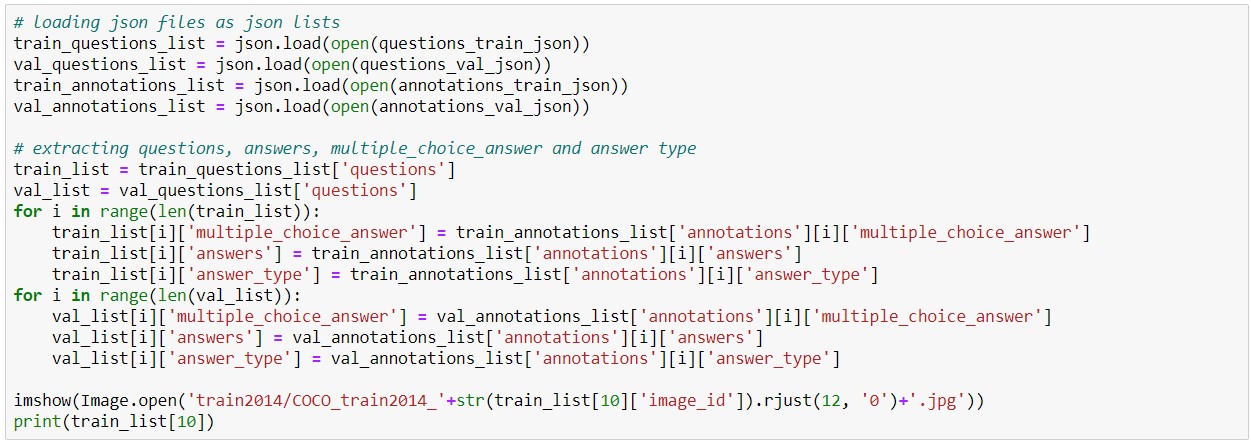 # loading json files as json lists
train_questions_list = json.load(open(questions_train_json))
val_questions_list = json.load(open(questions_val_json))
train_annotations_list = json.load(open(annotations_train_json))
val_annotations_list = json.load(open(annotations_val_json))

# extracting questions, answers, multiple_choice_answer and answer type
train_list = train_questions_list['questions']
val_list = val_questions_list['questions']
for i in range(len(train_list)):
    train_list[i]['multiple_choice_answer'] = train_annotations_list['annotations'][i]['multiple_choice_answer']
    train_list[i]['answers'] = train_annotations_list['annotations'][i]['answers']
    train_list[i]['answer_type'] = train_annotations_list['annotations'][i]['answer_type']
for i in range(len(val_list)):
    val_list[i]['multiple_choice_answer'] = val_annotations_list['annotations'][i]['multiple_choice_answer']
    val_list[i]['answers'] = val_annotations_list['annotations'][i]['answers']
    val_list[i]['answer_type'] = val_annotations_list['annotations'][i]['answer_type']

imshow(Image.open('train2014/COCO_train2014_'+str(train_list[10]['image_id']).rjust(12, '0')+'.jpg'))
print(train_list[10])